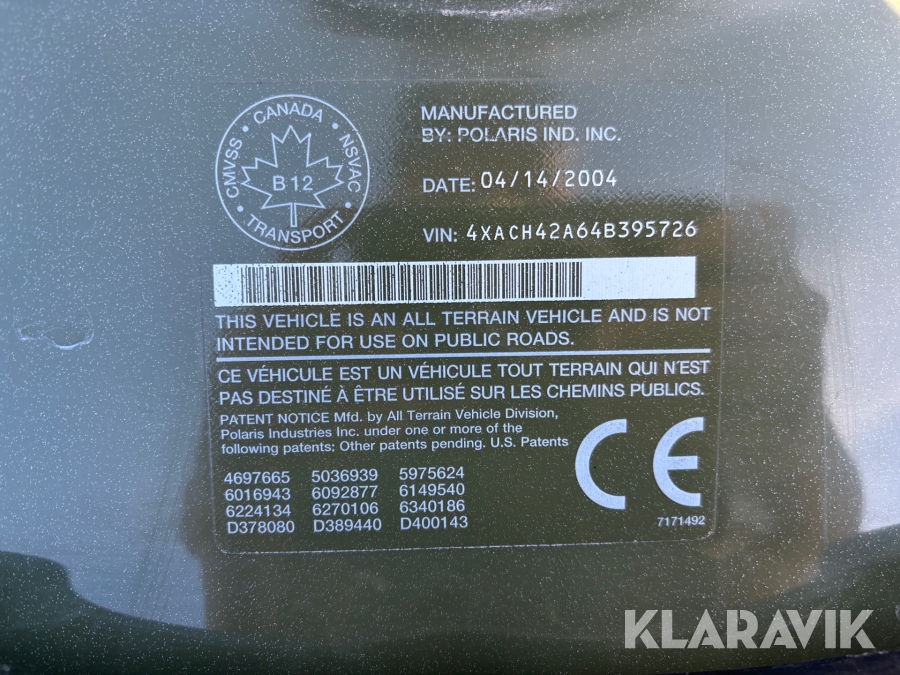 CMVSS · CANADA · NSVAC · TRANSPORT ·
B 12
MANUFACTURED
BY: POLARIS IND. INC.
DATE: 04/14/2004
VIN: 4XACH42A64B395726
THIS VEHICLE IS AN ALL TERRAIN VEHICLE AND IS NOT
INTENDED FOR USE ON PUBLIC ROADS.
CE VÉHICULE EST UN VÉHICULE TOUT TERRAIN QUI N'EST
PAS DESTINÉ À ÊTRE UTILISÉ SUR LES CHEMINS PUBLICS.
PATENT NOTICE Mfd. by All Terrain Vehicle Division,
Polaris Industries Inc. under one or more of the
following patents: Other patents pending. U.S. Patents
4697665 5036939 5975624
6016943 6092877 6149540
6224134 6270106 6340186
D378080 D389440 D400143
CE
7171492
KLARAVIK